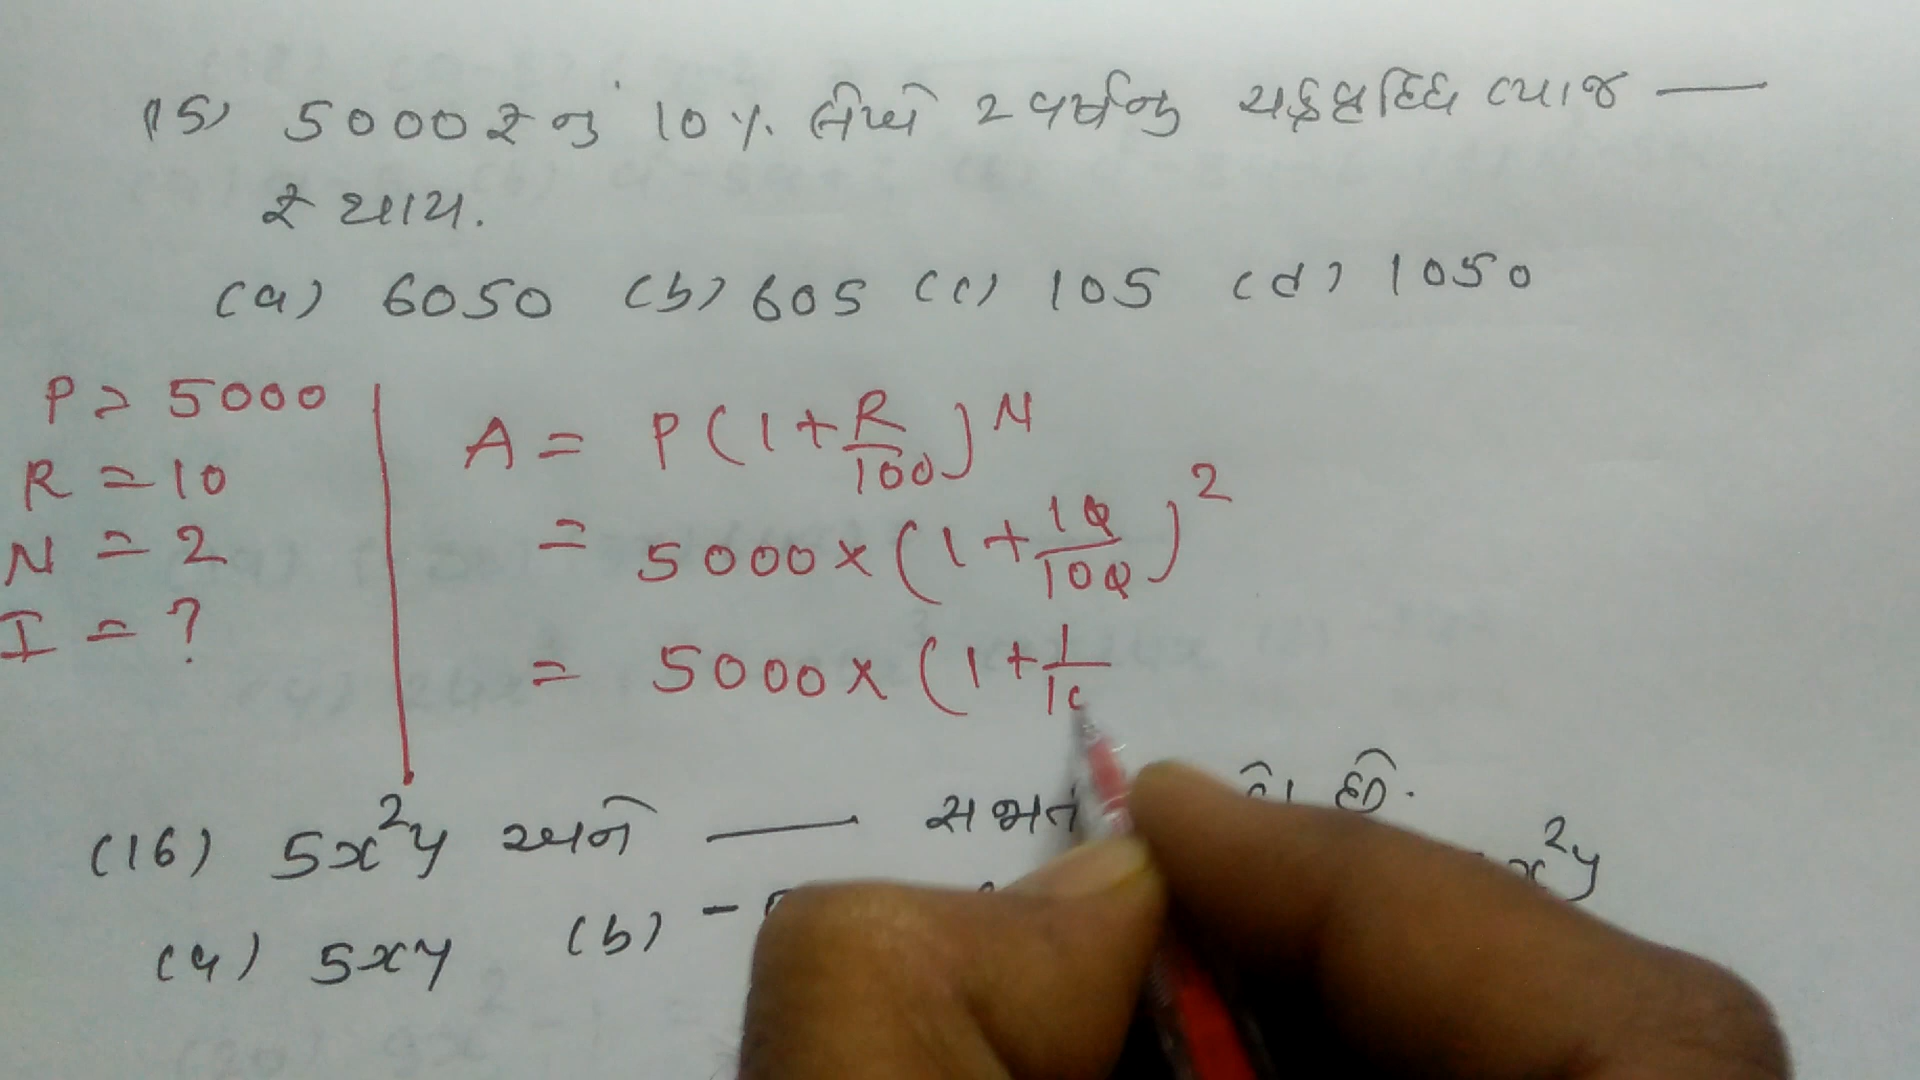 (15) 5000 ₹ નું 10 % લેખે 2 વર્ષનું ચક્રવૃદ્ધિ વ્યાજ —
₹ થાય.
(a) 6050 (b) 605 (c) 105 (d) 1050
P = 5000
R = 10
N = 2
I = ?
A = P(1+R/100)^N
= 5000×(1+10/100)^2
= 5000×(1+1/10
(16) 5x²y અને — છે.
x²y
(a) 5xy (b) -